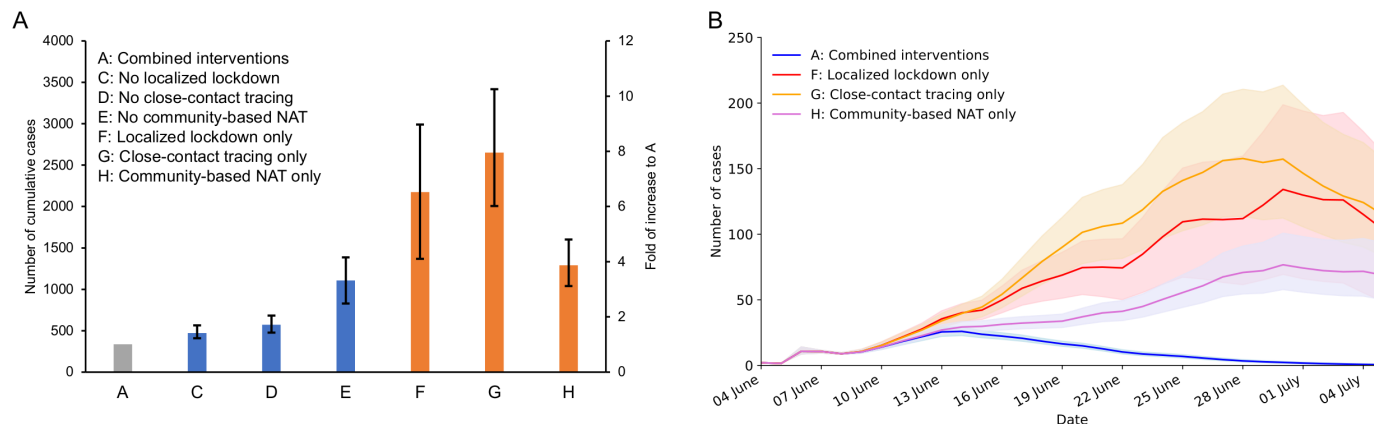 A
4000
3500
3000
2500
2000
1500
1000
500
0
Number of cumulative cases
A: Combined interventions
C: No localized lockdown
D: No close-contact tracing
E: No community-based NAT
F: Localized lockdown only
G: Close-contact tracing only
H: Community-based NAT only
12
10
8
6
4
2
0
Fold of increase to A
A C D E F G H
B
250
200
150
100
50
0
Number of cases
A: Combined interventions
F: Localized lockdown only
G: Close-contact tracing only
H: Community-based NAT only
04 June 07 June 10 June 13 June 16 June 19 June 22 June 25 June 28 June 01 July 04 July
Date